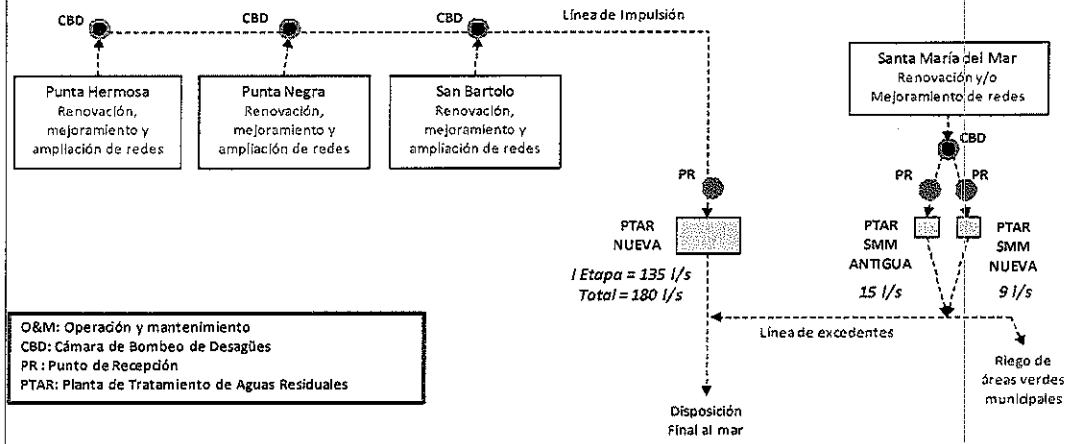 CBD
CBD
CBD
Línea de Impulsión
Punta Hermosa
Renovación,
mejoramiento y
ampliación de redes
Punta Negra
Renovación,
mejoramiento y
ampliación de redes
San Bartolo
Renovación,
mejoramiento y
ampliación de redes
Santa María del Mar
Renovación y/o
Mejoramiento de redes
CBD
PR
PR
PR
PTAR
NUEVA
I Etapa = 135 l/s
Total = 180 l/s
PTAR
SMM
ANTIGUA
15 l/s
PTAR
SMM
NUEVA
9 l/s
Línea de excedentes
Riego de
áreas verdes
municipales
Disposición
Final al mar
O&M: Operación y mantenimiento
CBD: Cámara de Bombeo de Desagües
PR : Punto de Recepción
PTAR: Planta de Tratamiento de Aguas Residuales